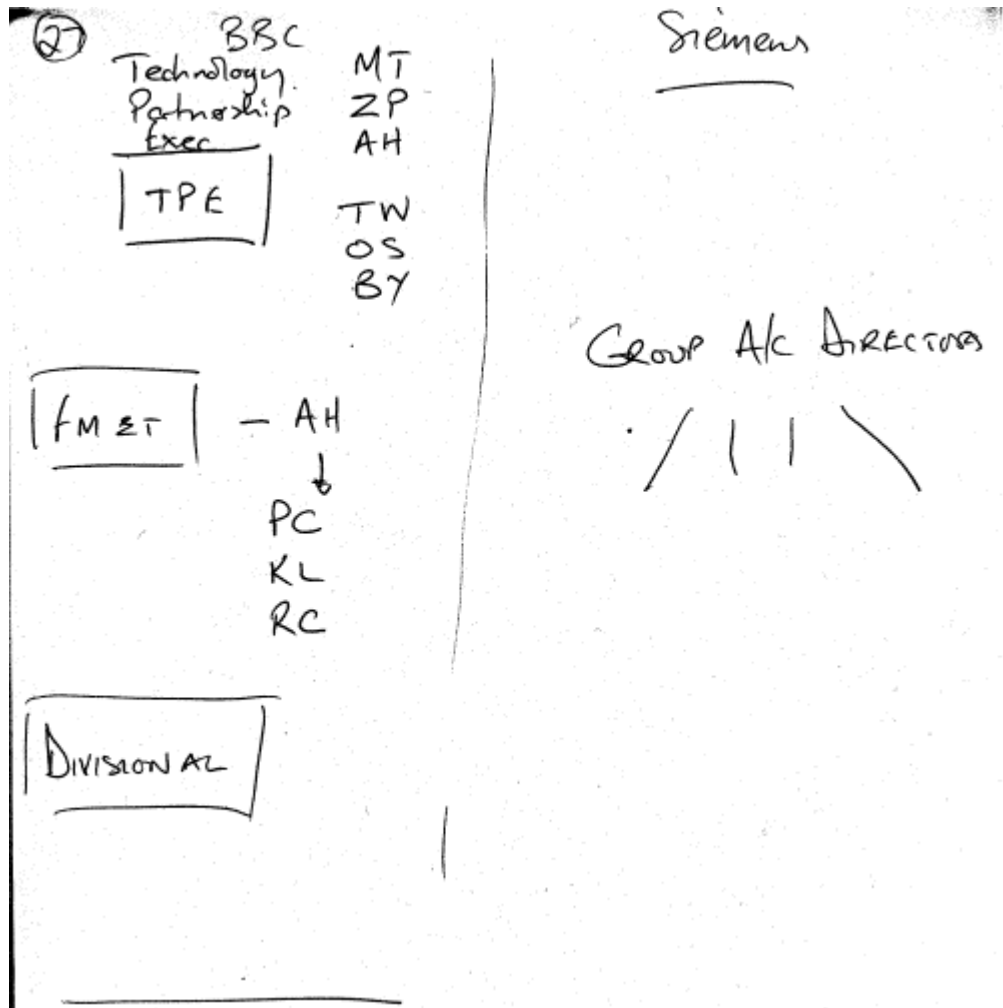 27
BBC
Technology
Partnership
Exec
TPE
MT
ZP
AH
TW
OS
BY
FM&T
– AH
PC
KL
RC
DIVISIONAL
Siemens
GROUP A/C DIRECTORS